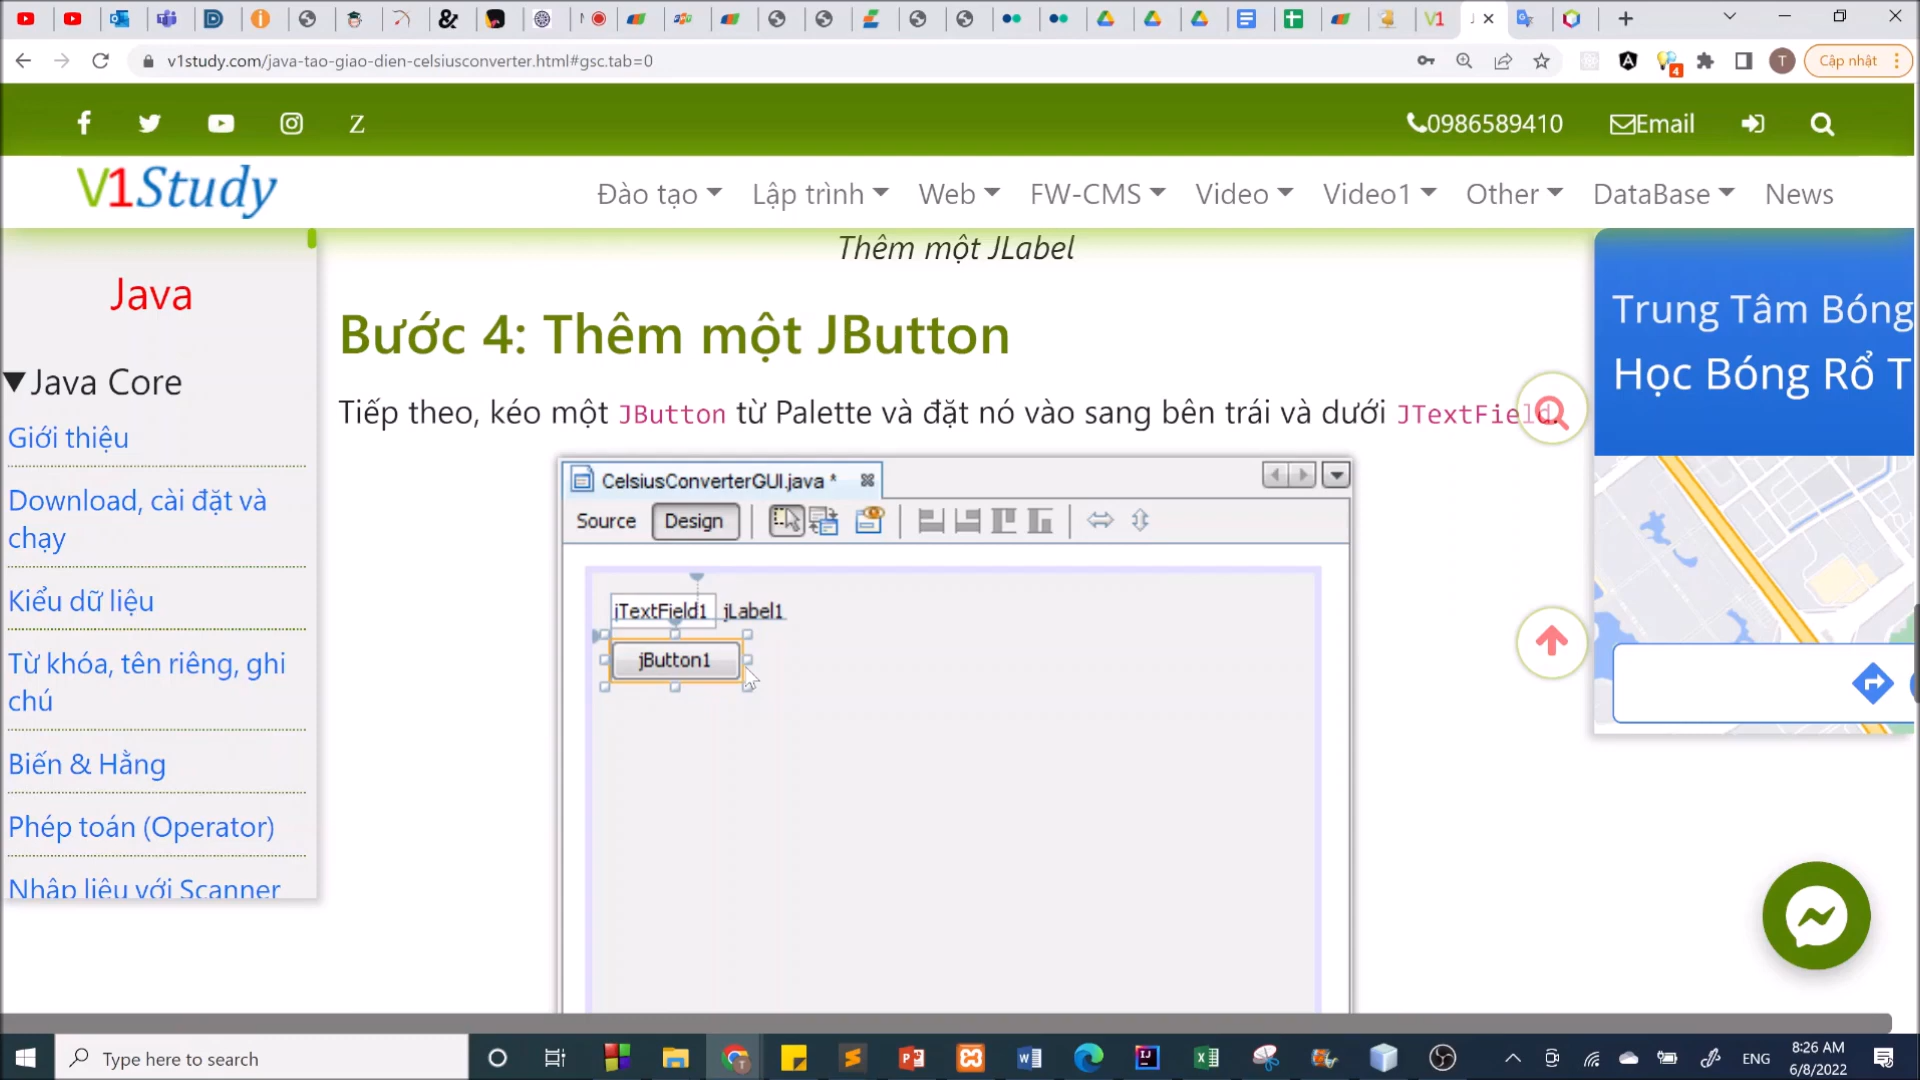 v1study.com/java-tao-giao-dien-celsiusconverter.html#gsc.tab=0
4
T
Cập nhật
Z
0986589410
Email
V1Study
Đào tạo
Lập trình
Web
FW-CMS
Video
Video1
Other
DataBase
News
Java
Java Core
Giới thiệu
Download, cài đặt và
chạy
Kiểu dữ liệu
Từ khóa, tên riêng, ghi
chú
Biến & Hằng
Phép toán (Operator)
Nhập liệu với Scanner
Thêm một JLabel
Bước 4: Thêm một JButton
Tiếp theo, kéo một JButton từ Palette và đặt nó vào sang bên trái và dưới JTextField.
CelsiusConverterGUI.java *
Source
Design
jTextField1
jLabel1
jButton1
Trung Tâm Bóng
Học Bóng Rổ T
Type here to search
ENG
8:26 AM
6/8/2022